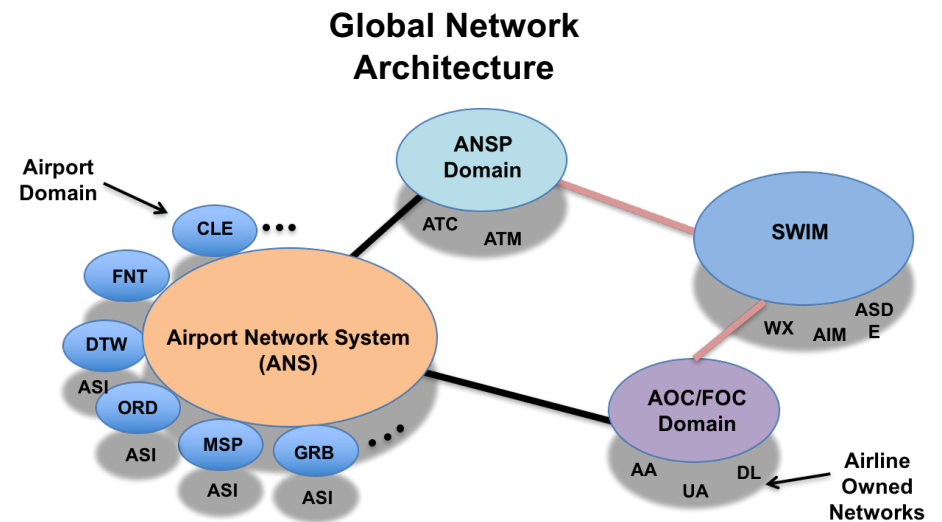 Global Network
Architecture
ANSP
Domain
ATC
ATM
Airport
Domain
CLE
•••
SWIM
WX
AIM
ASD
E
FNT
DTW
ASI
Airport Network System
(ANS)
ORD
ASI
MSP
ASI
GRB
ASI
•••
AOC/FOC
Domain
AA
UA
DL
Airline
Owned
Networks